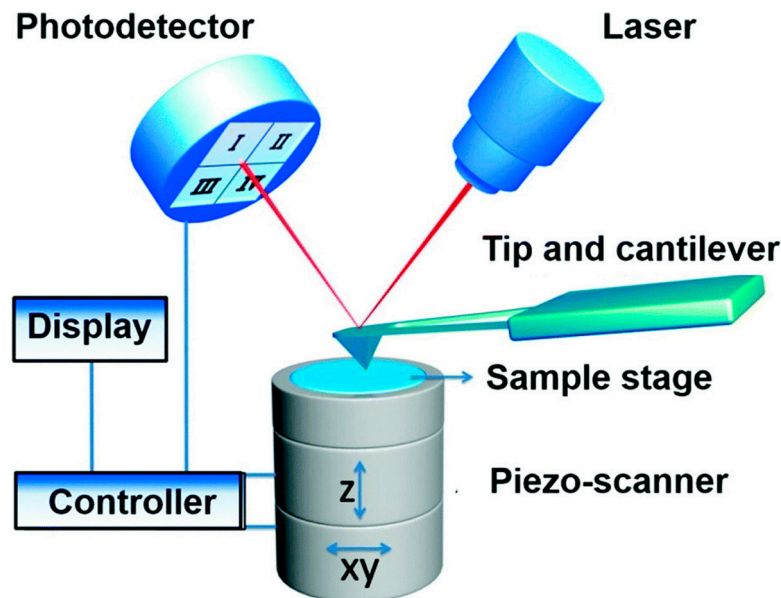 Photodetector
Laser
I II
III IV
Tip and cantilever
Display
Sample stage
Controller
z
Piezo-scanner
xy